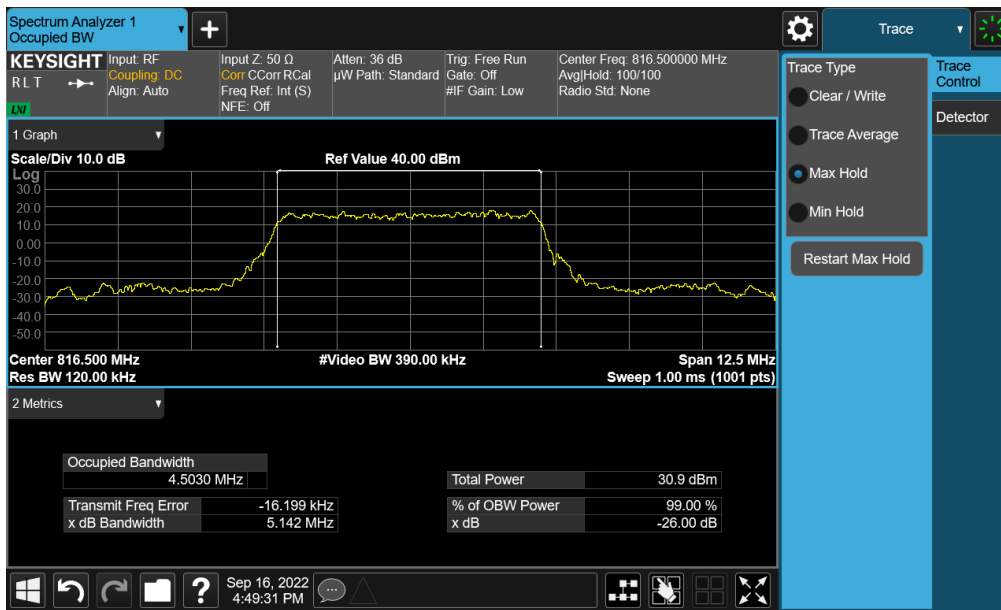 Spectrum Analyzer 1
Occupied BW
Trace
KEYSIGHT
RLT
LXI
Input: RF
Coupling: DC
Align: Auto
Input Z: 50 Ω
Corr CCorr RCal
Freq Ref: Int (S)
NFE: Off
Atten: 36 dB
µW Path: Standard
Trig: Free Run
Gate: Off
#IF Gain: Low
Center Freq: 816.500000 MHz
Avg|Hold: 100/100
Radio Std: None
Trace Type
Clear / Write
Trace Average
Max Hold
Min Hold
Restart Max Hold
Trace
Control
Detector
1 Graph
Scale/Div 10.0 dB
Ref Value 40.00 dBm
Log
30.0
20.0
10.0
0.00
-10.0
-20.0
-30.0
-40.0
-50.0
Center 816.500 MHz
#Video BW 390.00 kHz
Span 12.5 MHz
Res BW 120.00 kHz
Sweep 1.00 ms (1001 pts)
2 Metrics
Occupied Bandwidth
4.5030 MHz
Total Power 30.9 dBm
Transmit Freq Error -16.199 kHz
% of OBW Power 99.00 %
x dB Bandwidth 5.142 MHz
x dB -26.00 dB
?
Sep 16, 2022
4:49:31 PM